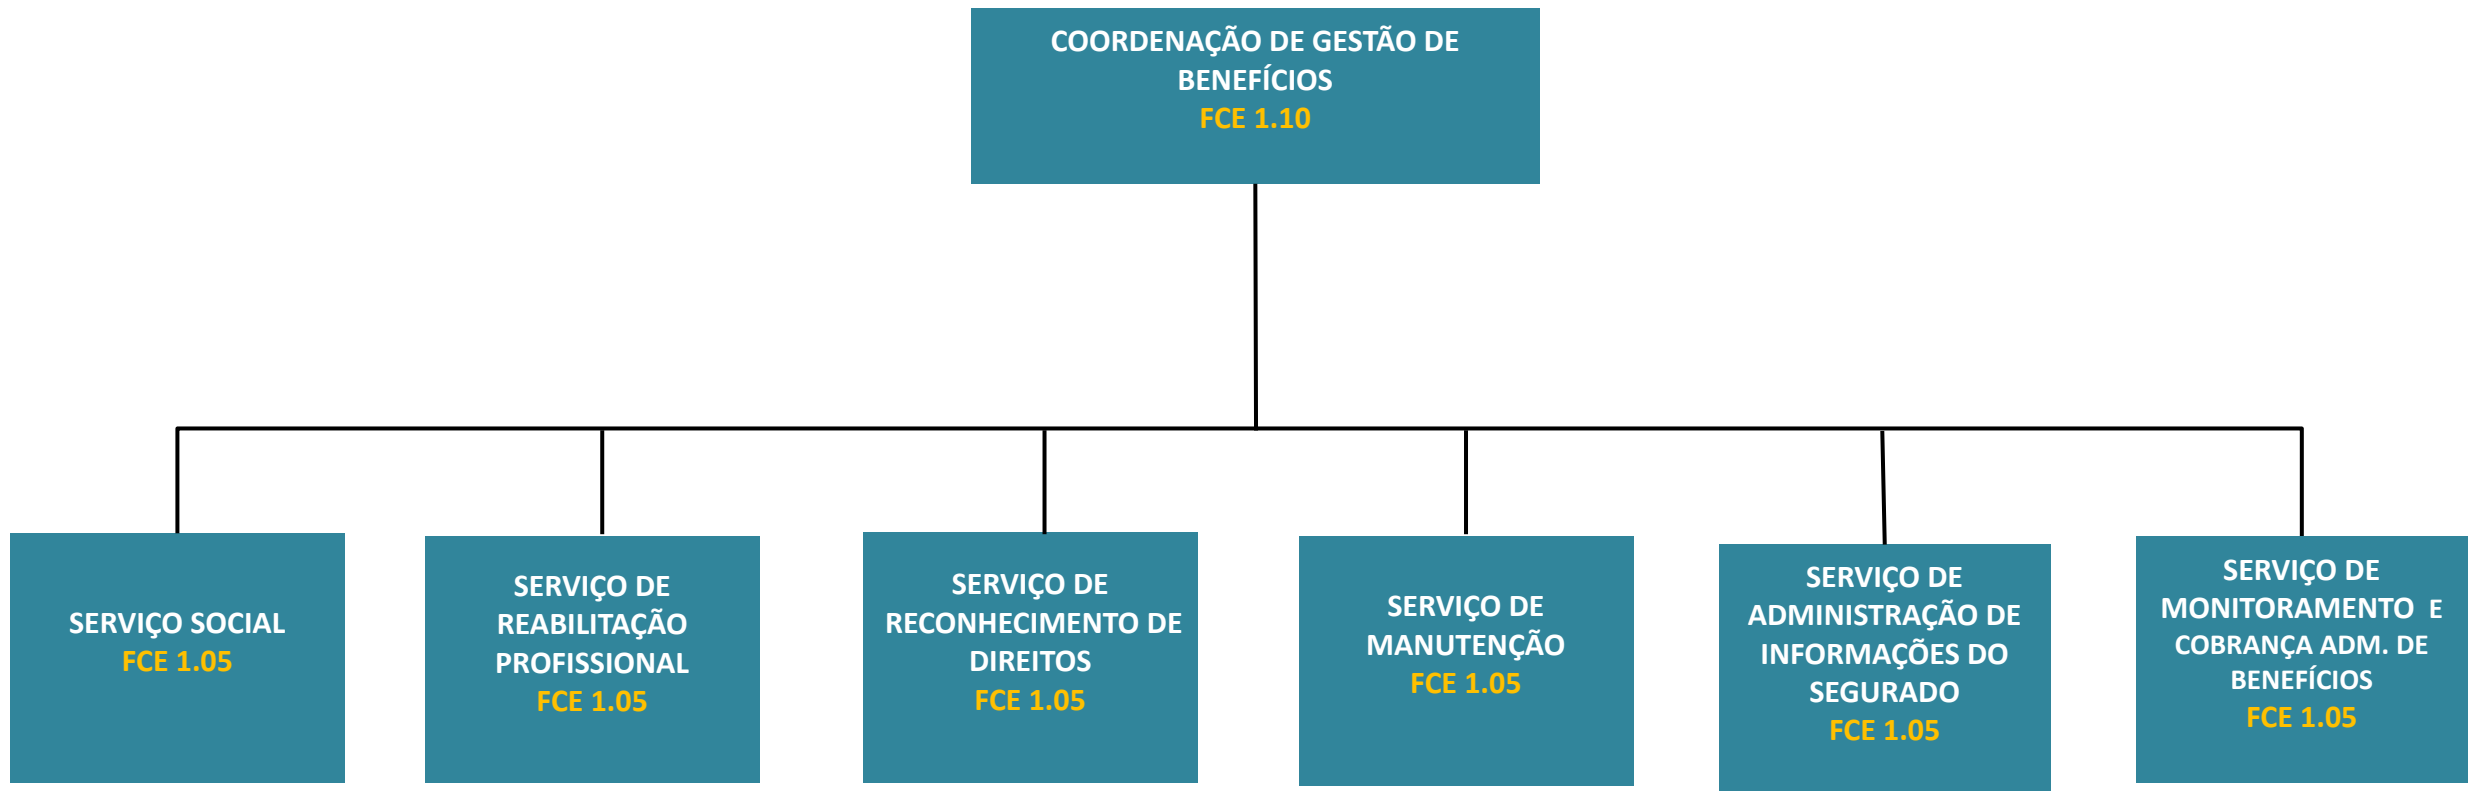 COORDENAÇÃO DE GESTÃO DE
BENEFÍCIOS
FCE 1.10
SERVIÇO SOCIAL
FCE 1.05
SERVIÇO DE
REABILITAÇÃO
PROFISSIONAL
FCE 1.05
SERVIÇO DE
RECONHECIMENTO DE
DIREITOS
FCE 1.05
SERVIÇO DE
MANUTENÇÃO
FCE 1.05
SERVIÇO DE
ADMINISTRAÇÃO DE
INFORMAÇÕES DO
SEGURADO
FCE 1.05
SERVIÇO DE
MONITORAMENTO E
COBRANÇA ADM. DE
BENEFÍCIOS
FCE 1.05